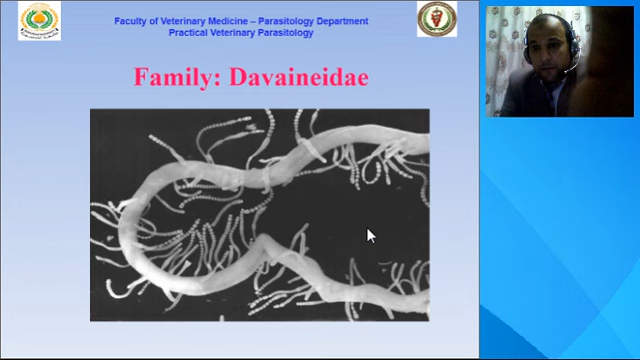 Faculty of Veterinary Medicine – Parasitology Department
Practical Veterinary Parasitology
Family: Davaineidae